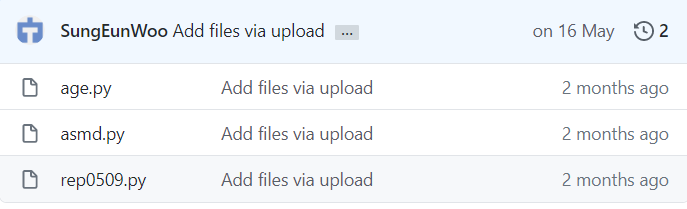 SungEunWoo Add files via upload ... on 16 May 2
age.py Add files via upload 2 months ago
asmd.py Add files via upload 2 months ago
rep0509.py Add files via upload 2 months ago